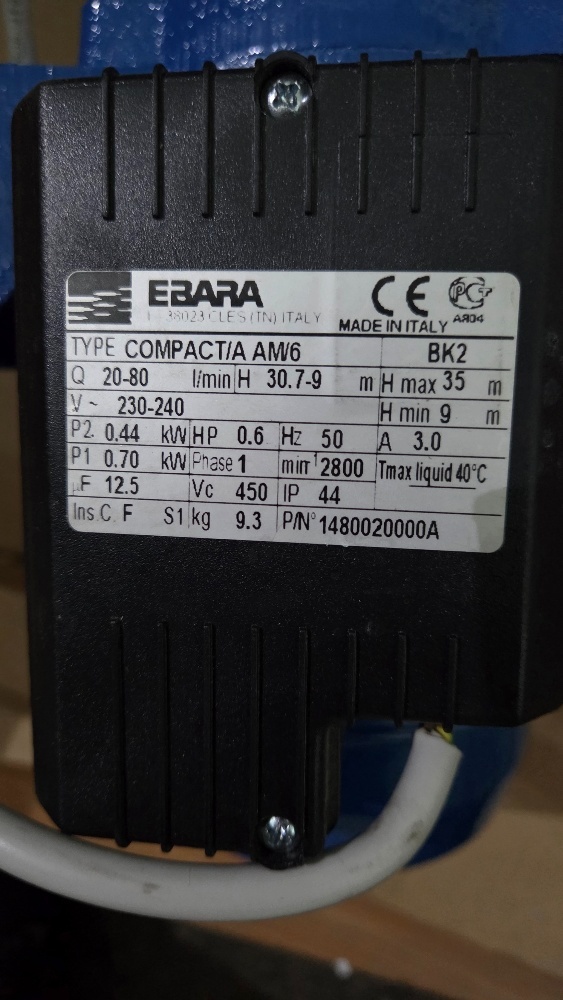 EBARA
38023 CLES (TN) ITALY
CE
PCT
MADE IN ITALY АЯ04
TYPE COMPACT/A AM/6 BK2
Q 20-80 l/min H 30.7-9 m H max 35 m
V~ 230-240 H min 9 m
P2 0.44 kW HP 0.6 Hz 50 A 3.0
P1 0.70 kW Phase 1 min⁻¹ 2800 Tmax liquid 40°C
µF 12.5 Vc 450 IP 44
Ins.C. F S1 kg 9.3 P/N° 1480020000A